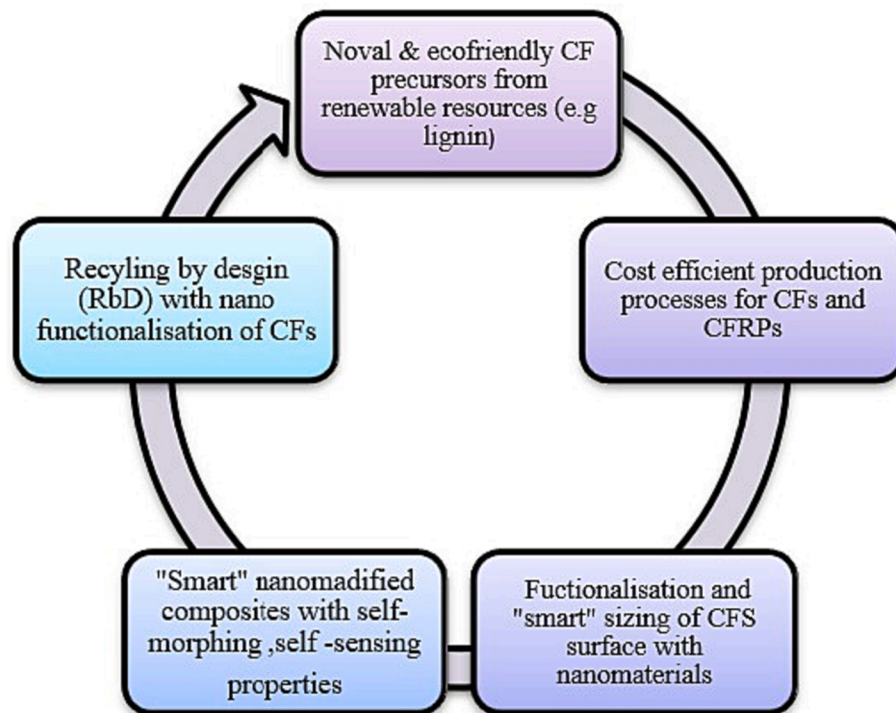 Noval & ecofriendly CF
precursors from
renewable resources (e.g
lignin)
Cost efficient production
processes for CFs and
CFRPs
Fuctionalisation and
"smart" sizing of CFS
surface with
nanomaterials
"Smart" nanomadified
composites with self-
morphing ,self -sensing
properties
Recyling by desgin
(RbD) with nano
functionalisation of CFs